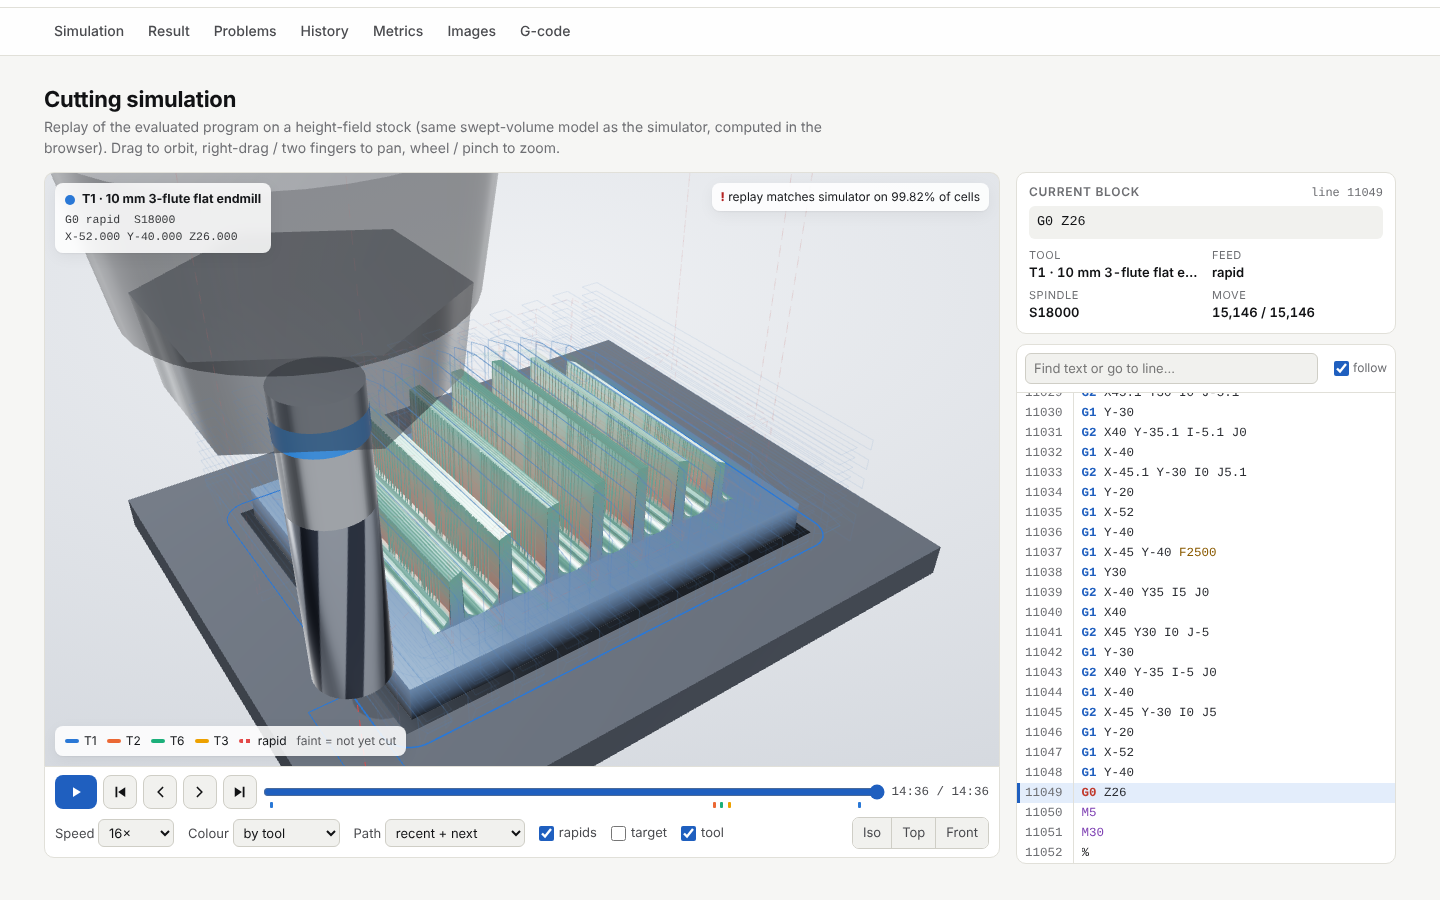 Simulation Result Problems History Metrics Images G-code
Cutting simulation
Replay of the evaluated program on a height-field stock (same swept-volume model as the simulator, computed in the
browser). Drag to orbit, right-drag / two fingers to pan, wheel / pinch to zoom.
T1 · 10 mm 3-flute flat endmill
G0 rapid S18000
X-52.000 Y-40.000 Z26.000
! replay matches simulator on 99.82% of cells
T1 T2 T6 T3 rapid faint = not yet cut
14:36 / 14:36
Speed 16× Colour by tool Path recent + next rapids target tool Iso Top Front
CURRENT BLOCK line 11049
G0 Z26
TOOL FEED
T1 · 10 mm 3-flute flat e... rapid
SPINDLE MOVE
S18000 15,146 / 15,146
Find text or go to line... follow
11029 G2 X45.1 Y30 I0 J-5.1
11030 G1 Y-30
11031 G2 X40 Y-35.1 I-5.1 J0
11032 G1 X-40
11033 G2 X-45.1 Y-30 I0 J5.1
11034 G1 Y-20
11035 G1 X-52
11036 G1 Y-40
11037 G1 X-45 Y-40 F2500
11038 G1 Y30
11039 G2 X-40 Y35 I5 J0
11040 G1 X40
11041 G2 X45 Y30 I0 J-5
11042 G1 Y-30
11043 G2 X40 Y-35 I-5 J0
11044 G1 X-40
11045 G2 X-45 Y-30 I0 J5
11046 G1 Y-20
11047 G1 X-52
11048 G1 Y-40
11049 G0 Z26
11050 M5
11051 M30
11052 %